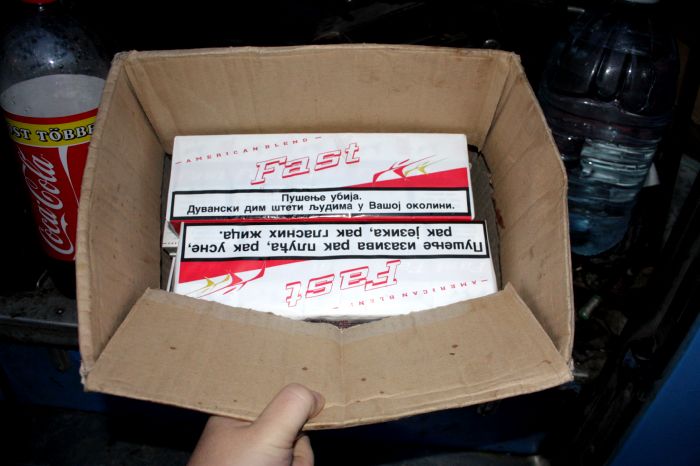 ST TÖBBE
Coca-Cola
AMERICAN BLEND
Fast
Пушење убија.
Дувански дим штети људима у Вашој околини.
Пушење изазива рак плућа, рак усне,
рак језика, рак гласних жица.
Fast
AMERICAN BLEND